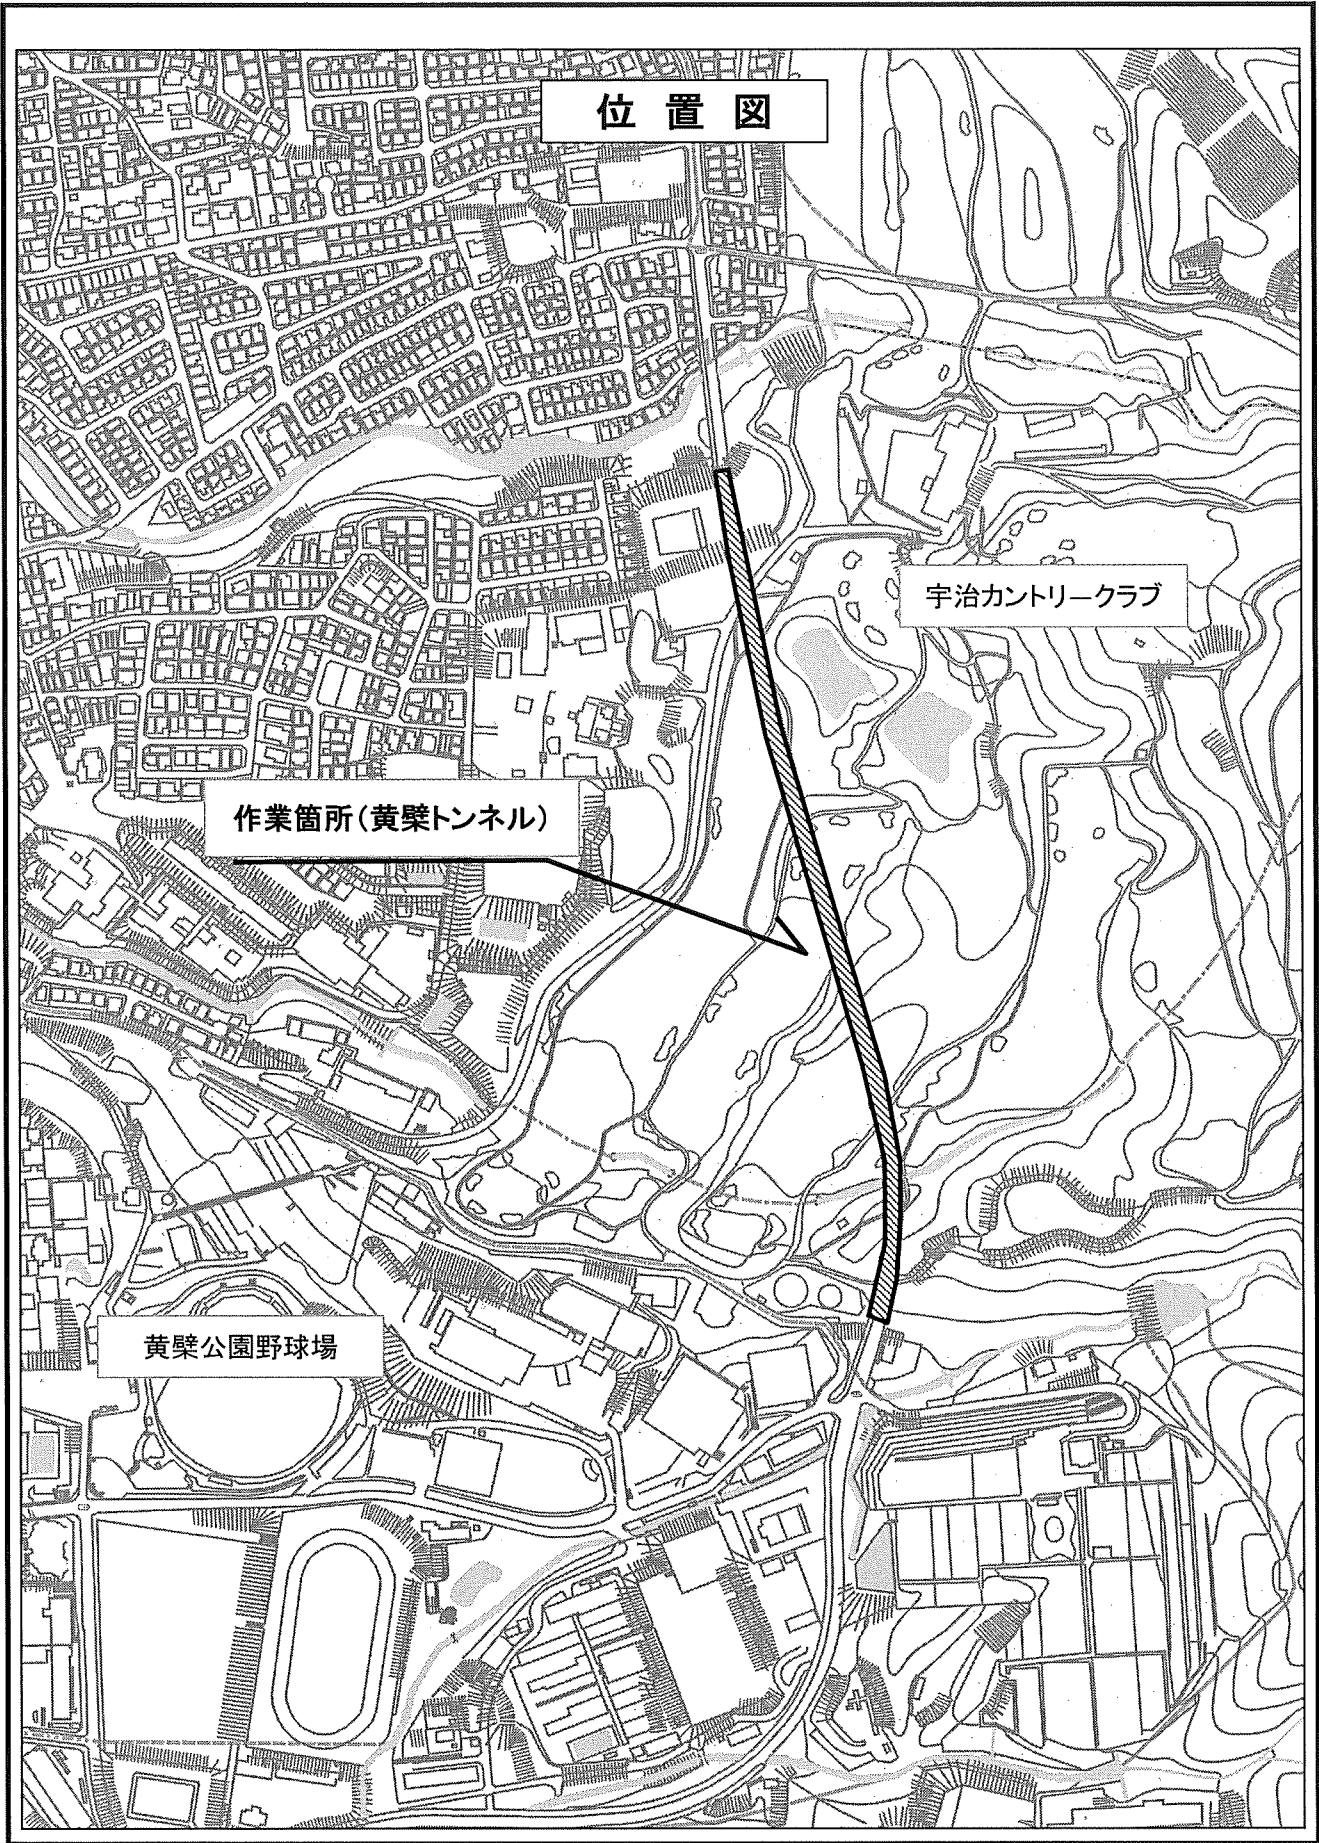 位置図
宇治カントリークラブ
作業箇所(黄檗トンネル)
黄檗公園野球場